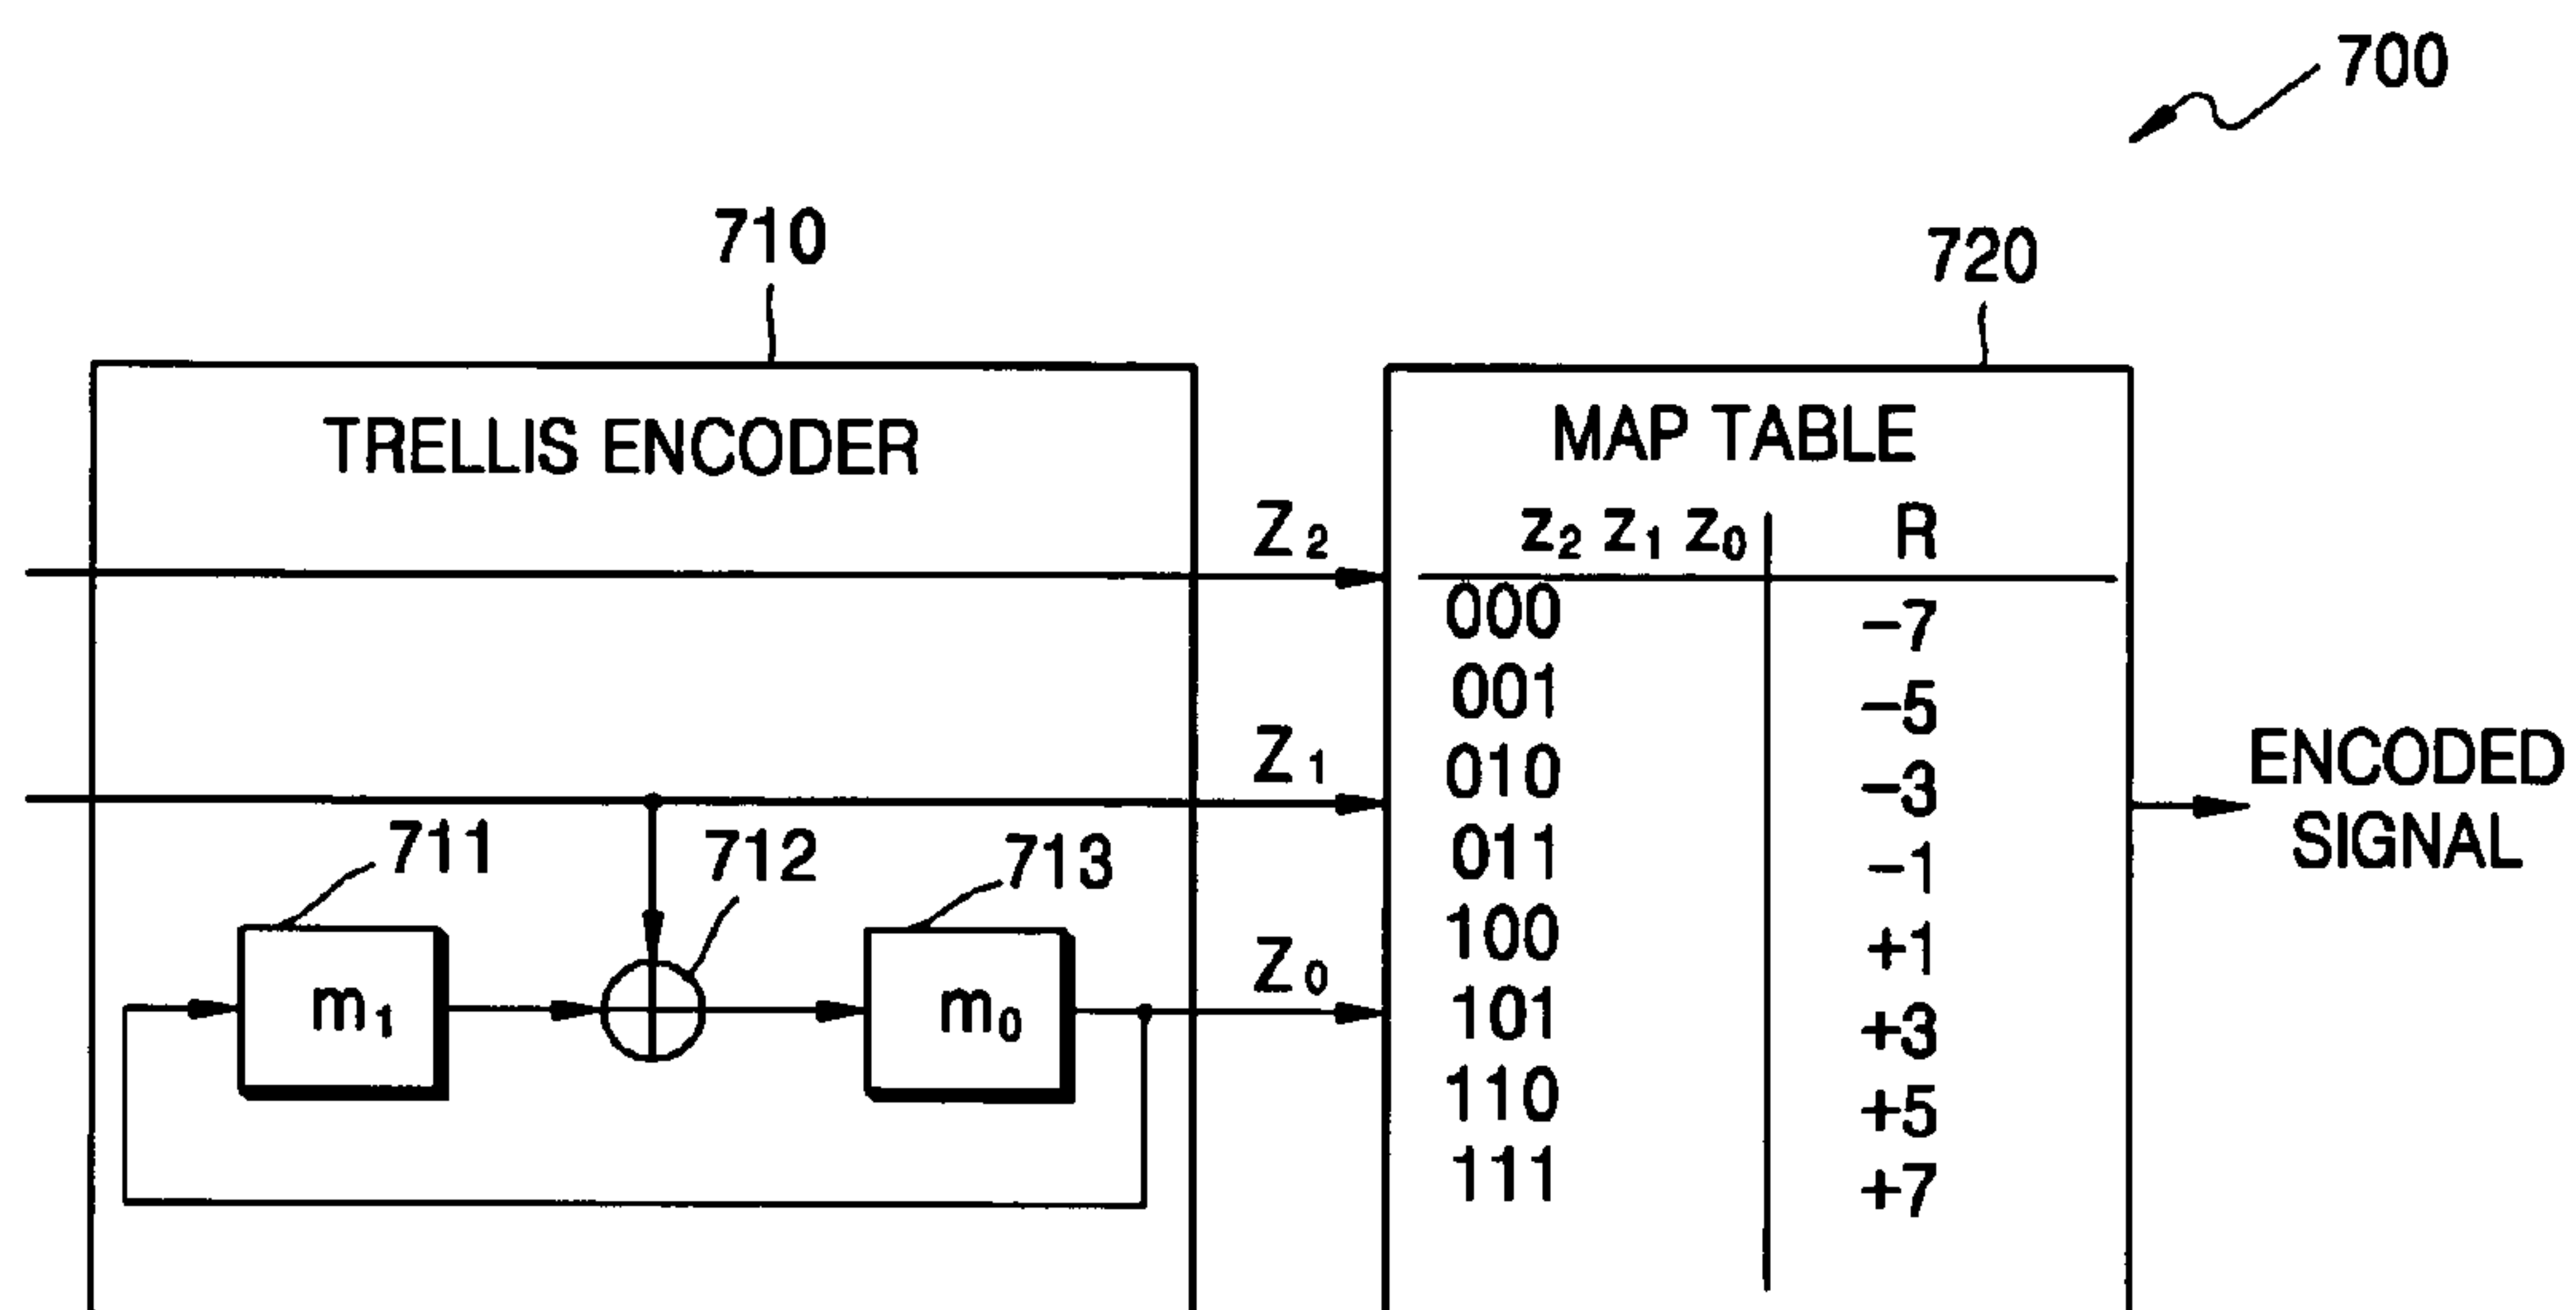 700
710
720
TRELLIS ENCODER
MAP TABLE
Z2
z2 z1 z0 R
000 -7
001 -5
Z1
010 -3
ENCODED
SIGNAL
711 712 713
011 -1
100 +1
Z0
m1
m0
101 +3
110 +5
111 +7